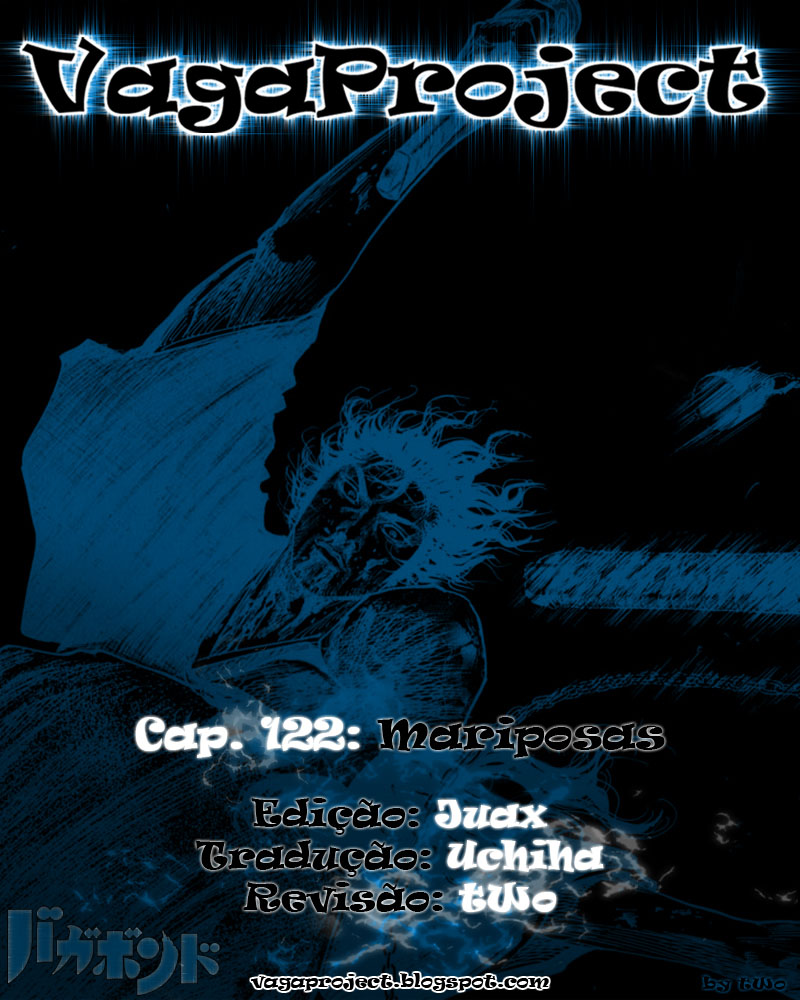 VagaProject
Cap. 122: Mariposas
Edição: Juax
Tradução: Uchiha
Revisão: tWo
バガボンド
vagaproject.blogspot.com
by tWo